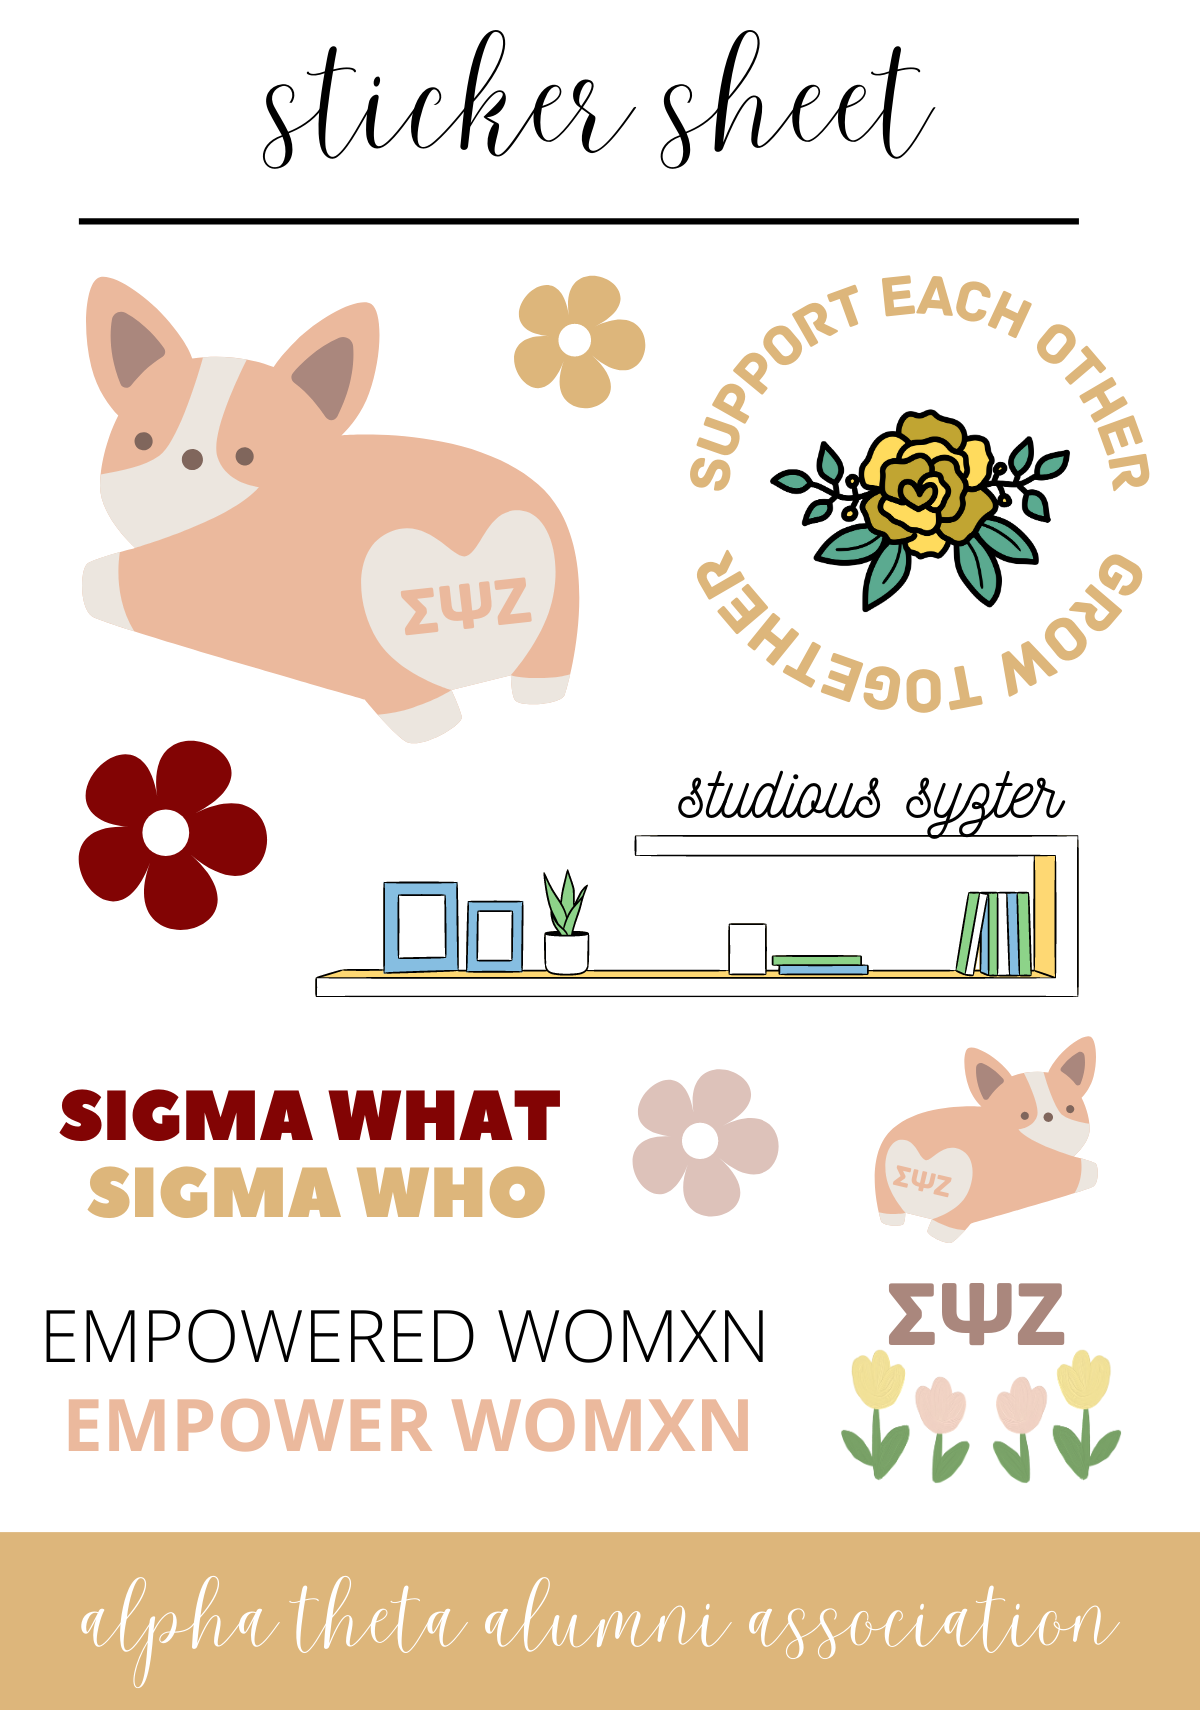 sticker sheet
SUPPORT EACH OTHER
GROW TOGETHER
ΣΨΖ
studious syzter
SIGMA WHAT
SIGMA WHO
ΣΨΖ
EMPOWERED WOMXN
EMPOWER WOMXN
ΣΨΖ
alpha theta alumni association